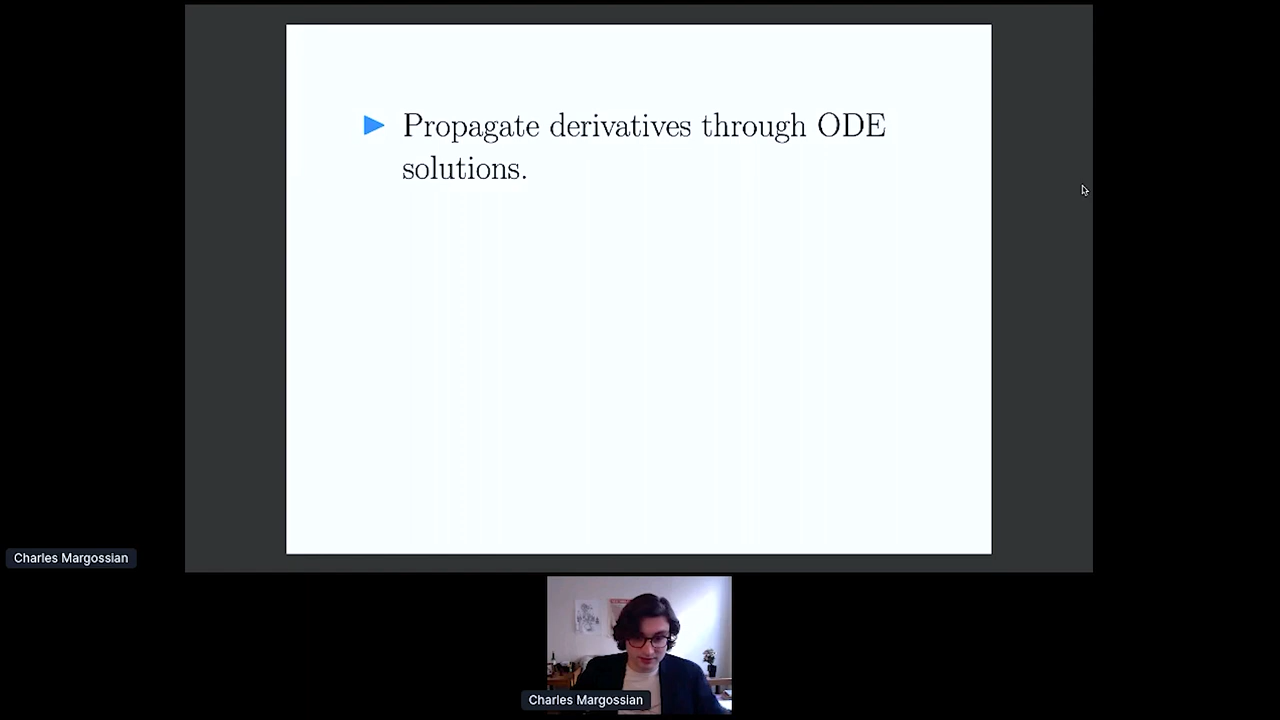 Propagate derivatives through ODE
solutions.
Charles Margossian
Charles Margossian